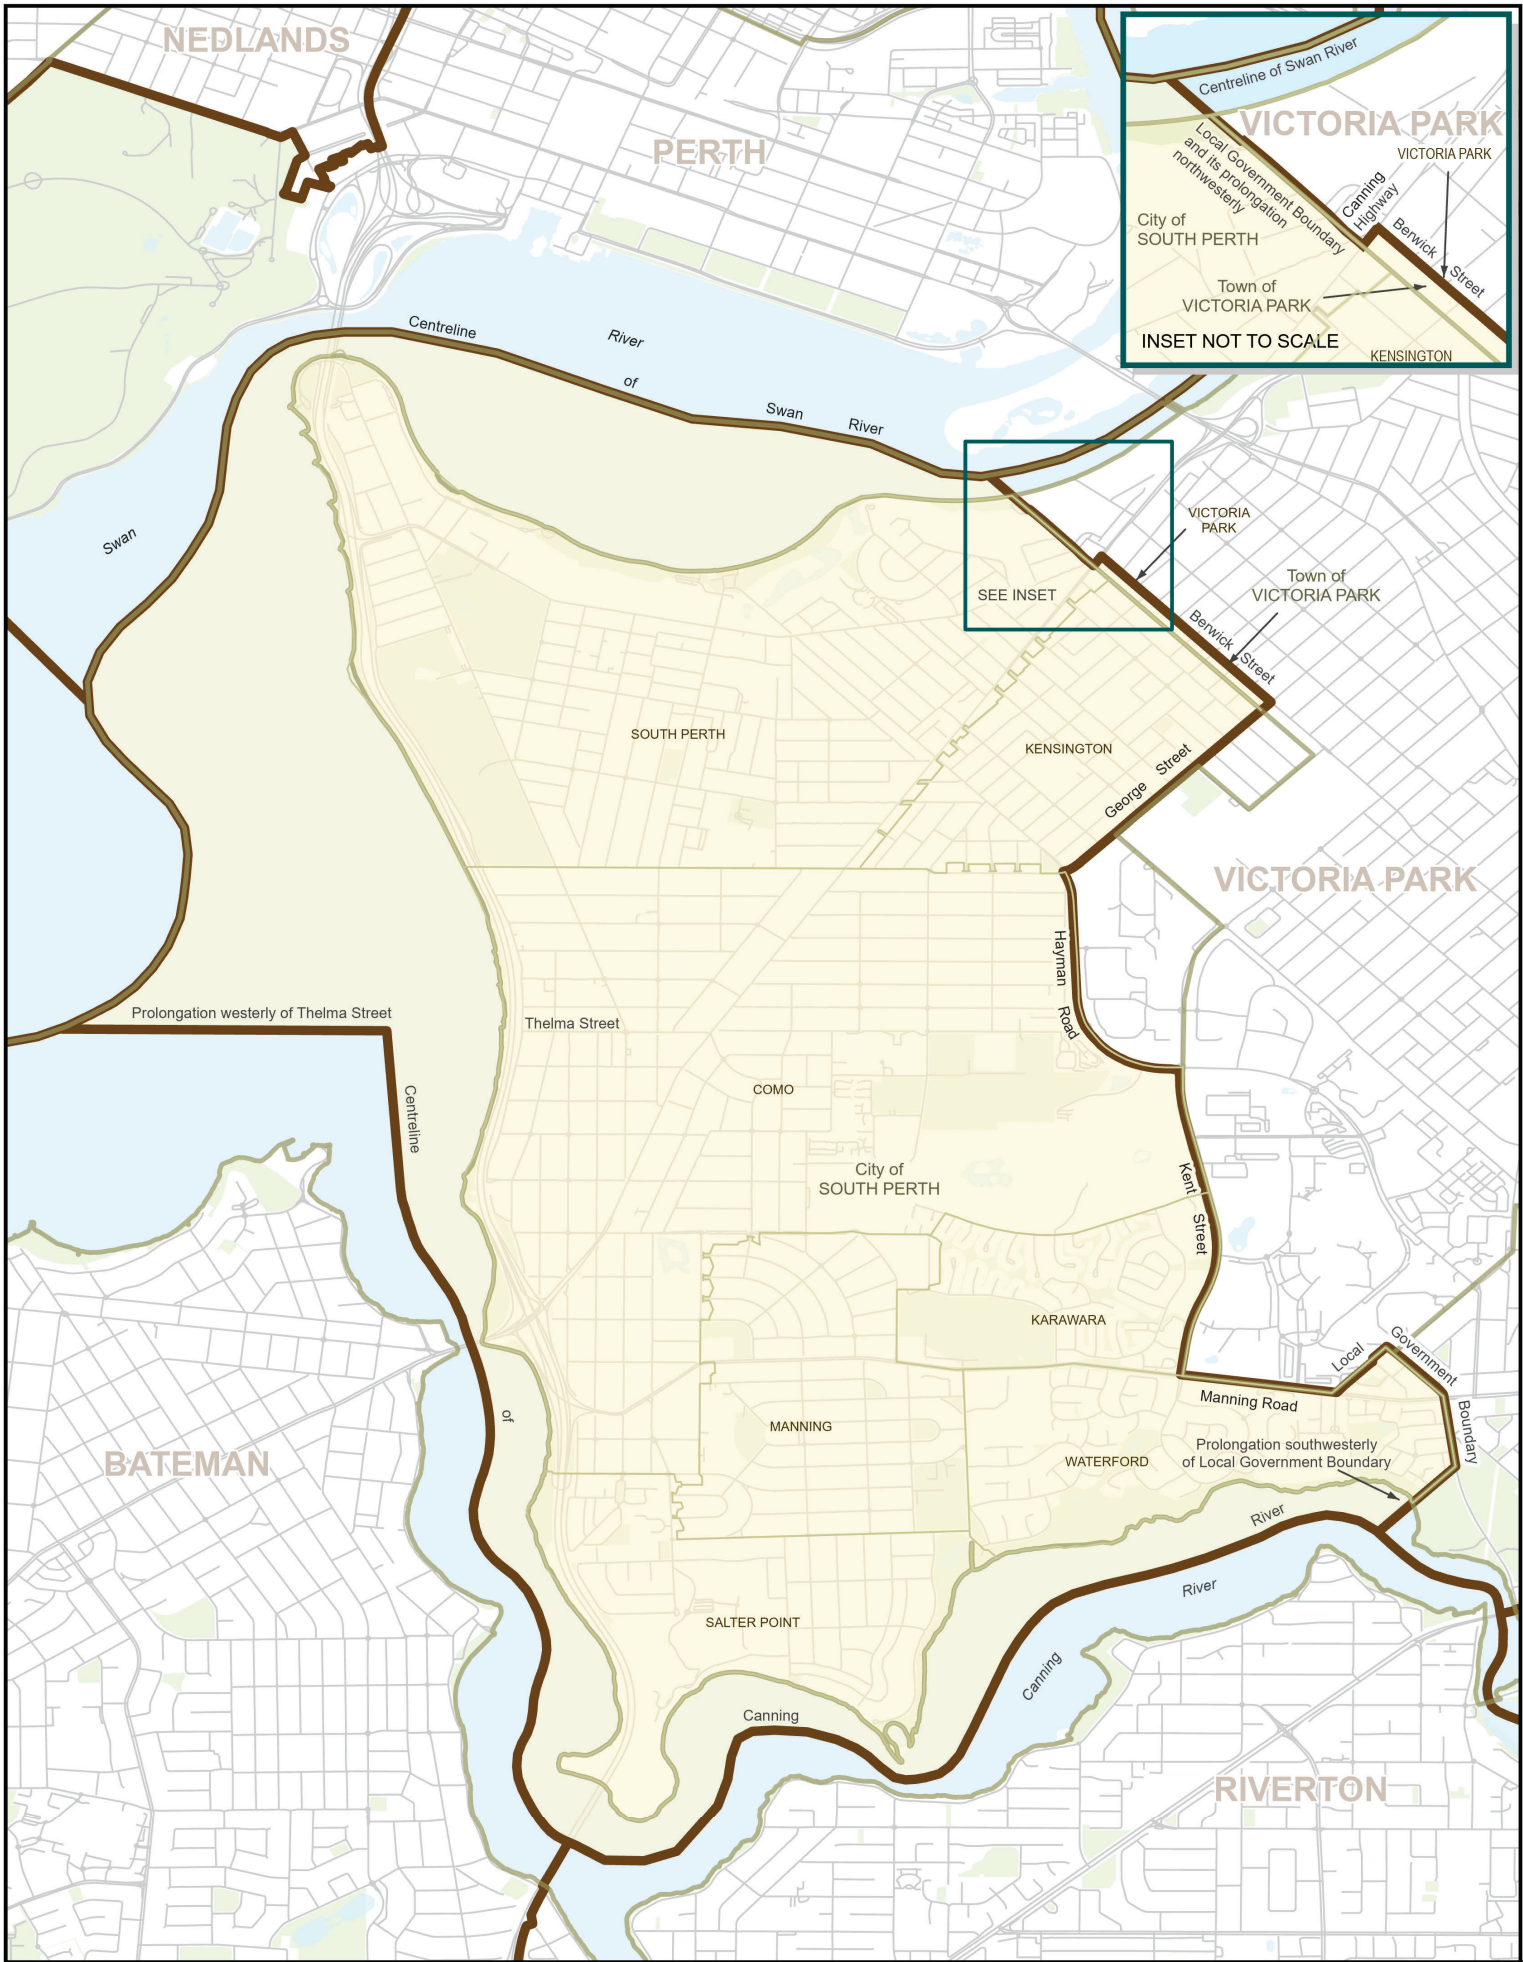 NEDLANDS
PERTH
Centreline of Swan River
VICTORIA PARK
VICTORIA PARK
Local Government Boundary
and its prolongation
northwesterly
Canning
Highway
Berwick
Street
City of
SOUTH PERTH
Town of
VICTORIA PARK
INSET NOT TO SCALE
KENSINGTON
Centreline
River
of
Swan
River
Swan
VICTORIA
PARK
SEE INSET
Town of
VICTORIA PARK
Berwick
Street
SOUTH PERTH
KENSINGTON
George
Street
VICTORIA PARK
Hayman
Road
Prolongation westerly of Thelma Street
Thelma Street
COMO
Centreline
City of
SOUTH PERTH
Kent
Street
KARAWARA
Local
Government
Boundary
Manning Road
of
MANNING
Prolongation southwesterly
of Local Government Boundary
WATERFORD
BATEMAN
River
River
SALTER POINT
Canning
Canning
RIVERTON